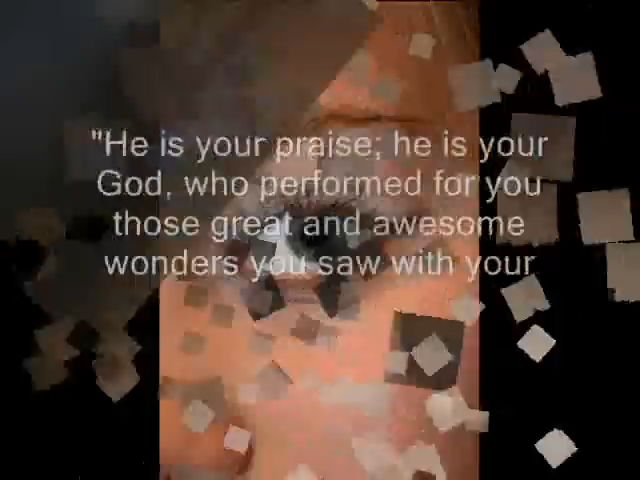 "He is your praise; he is your
God, who performed for you
those great and awesome
wonders you saw with your